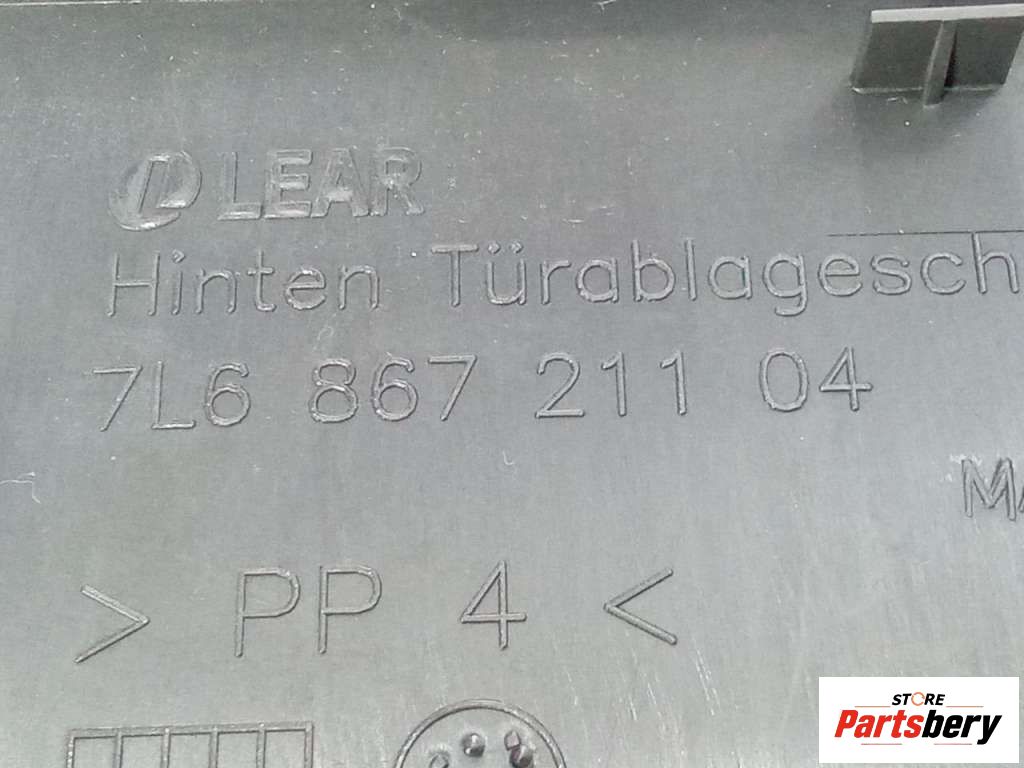 LEAR
Hinten Türablagesch
7L6 867 211 04
> PP 4 <
STORE
Partsbery